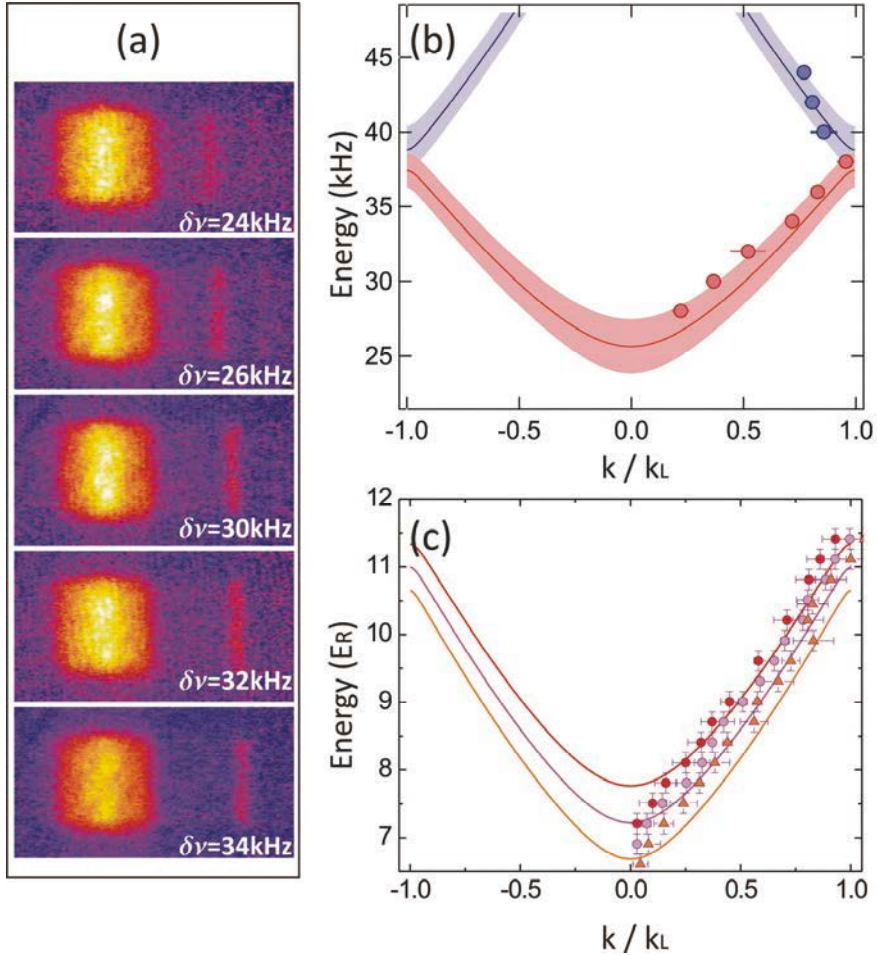 (a)
δν=24kHz
δν=26kHz
δν=30kHz
δν=32kHz
δν=34kHz
(b)
Energy (kHz)
45
40
35
30
25
-1.0 -0.5 0.0 0.5 1.0
k / kL
(c)
Energy (ER)
12
11
10
9
8
7
-1.0 -0.5 0.0 0.5 1.0
k / kL